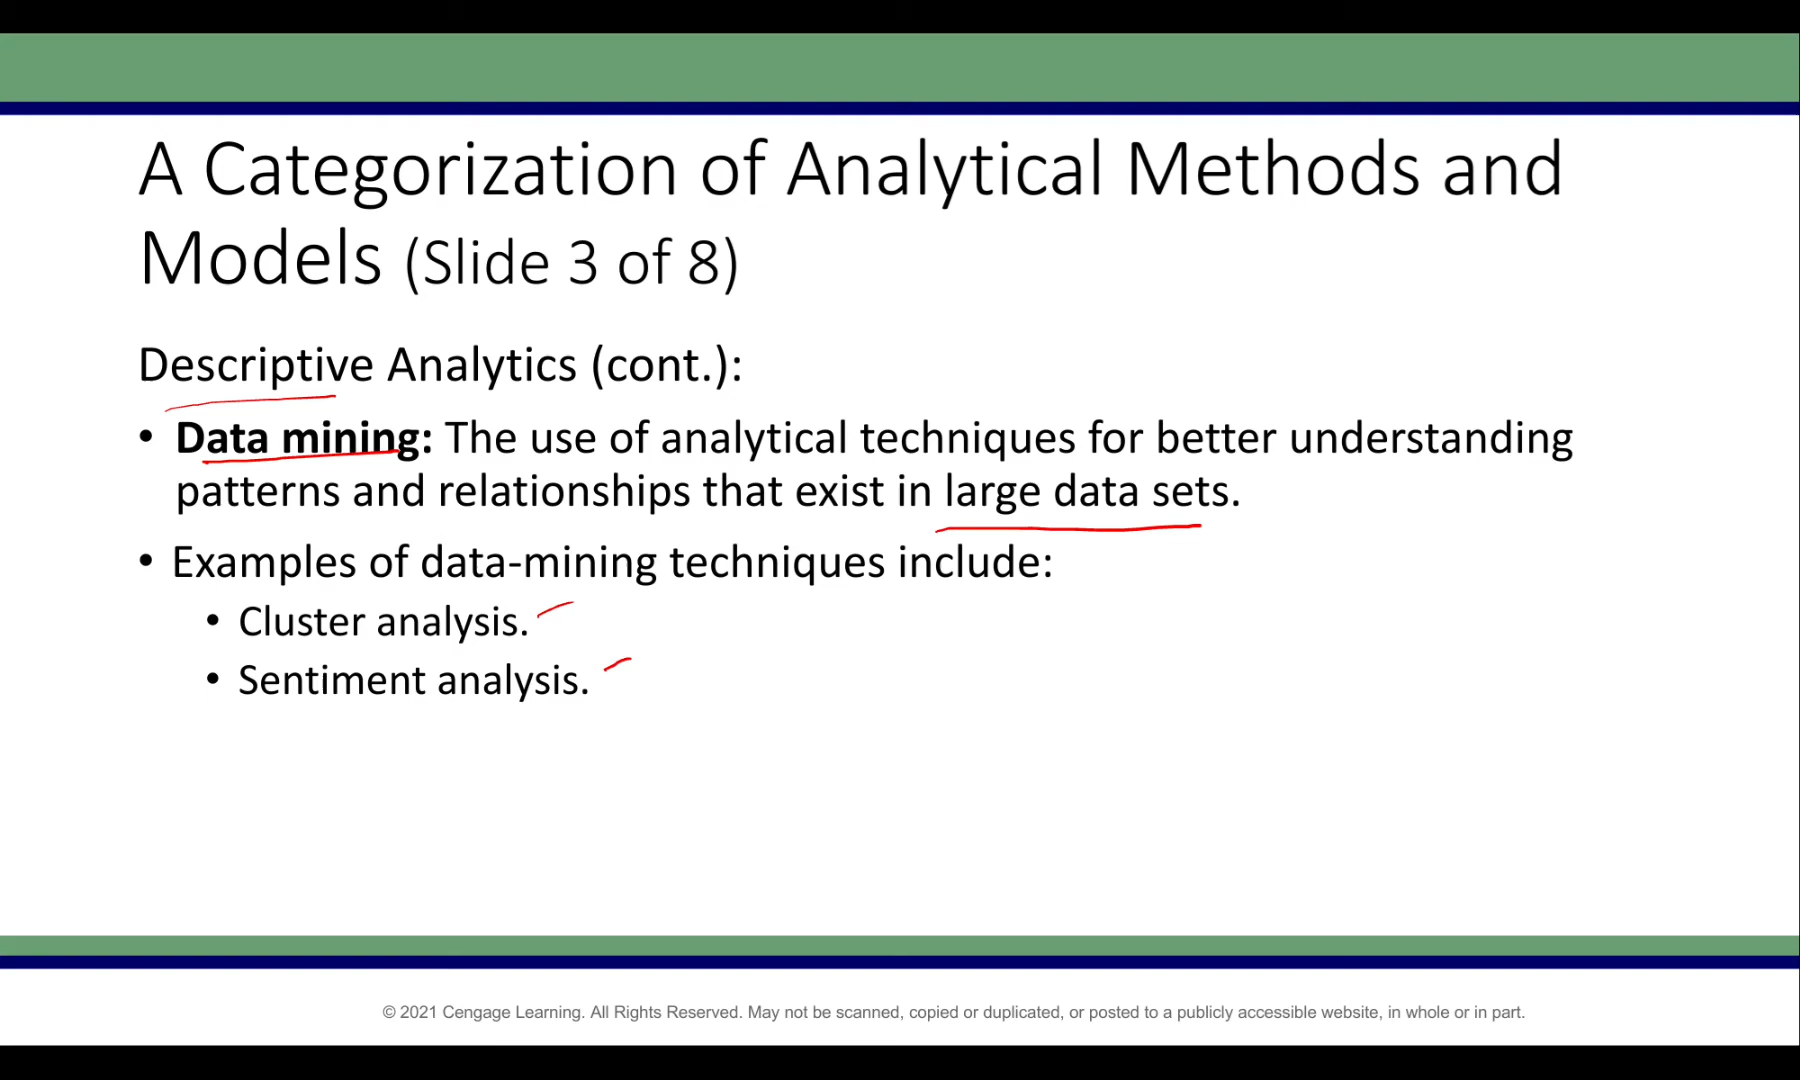 A Categorization of Analytical Methods and
Models (Slide 3 of 8)
Descriptive Analytics (cont.):
• Data mining: The use of analytical techniques for better understanding
patterns and relationships that exist in large data sets.
• Examples of data-mining techniques include:
• Cluster analysis.
• Sentiment analysis.
© 2021 Cengage Learning. All Rights Reserved. May not be scanned, copied or duplicated, or posted to a publicly accessible website, in whole or in part.